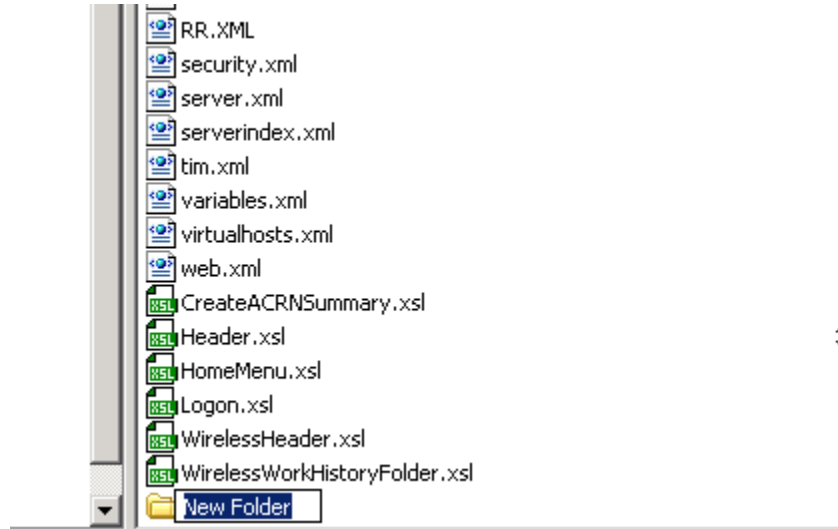 RR.XML
security.xml
server.xml
serverindex.xml
tim.xml
variables.xml
virtualhosts.xml
web.xml
CreateACRNSummary.xsl
Header.xsl
HomeMenu.xsl
Logon.xsl
WirelessHeader.xsl
WirelessWorkHistoryFolder.xsl
New Folder